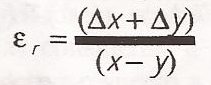 ε_r = (Δx + Δy) / (x − y)